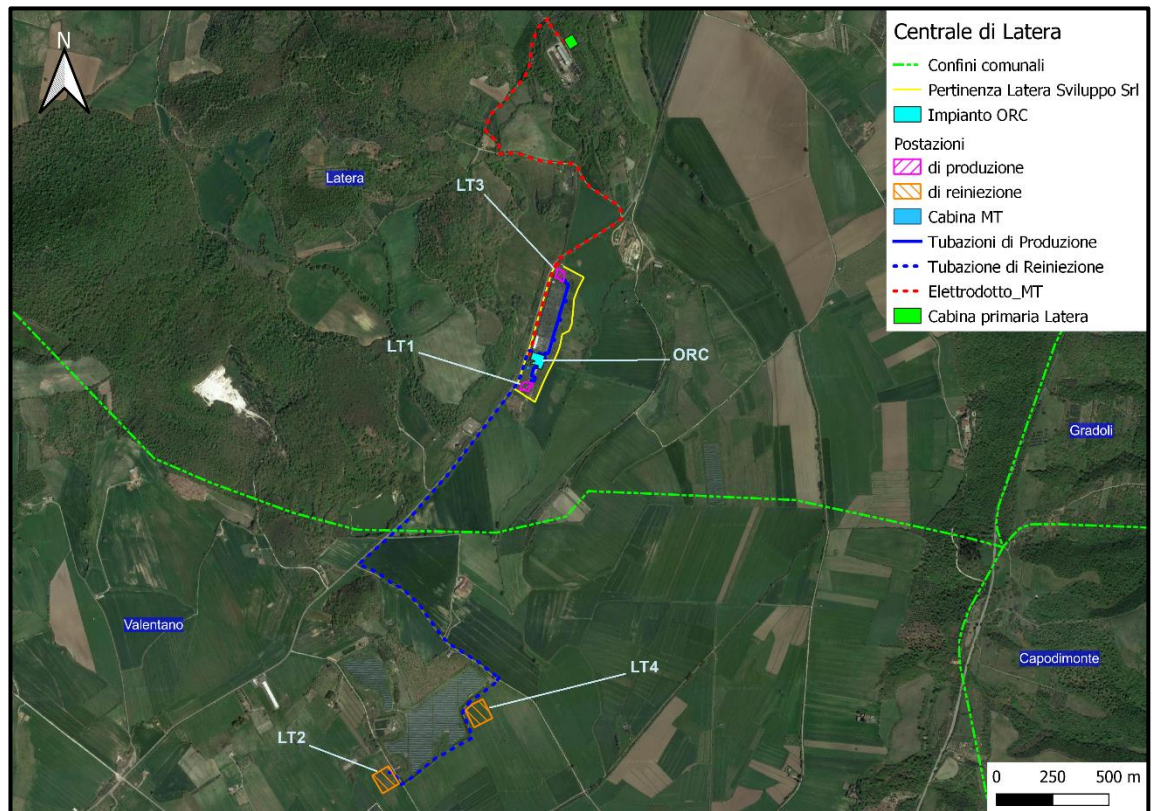 Centrale di Latera
Confini comunali
Pertinenza Latera Sviluppo Srl
Impianto ORC
Postazioni
di produzione
di reiniezione
Cabina MT
Tubazioni di Produzione
Tubazione di Reiniezione
Elettrodotto_MT
Cabina primaria Latera
N
Latera
LT3
LT1
ORC
Gradoli
Valentano
Capodimonte
LT4
LT2
0 250 500 m